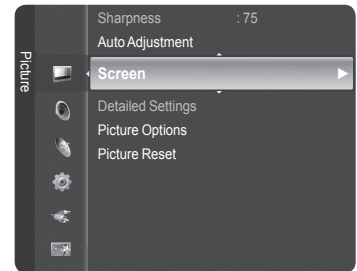 Picture
Sharpness : 75
Auto Adjustment
Screen
Detailed Settings
Picture Options
Picture Reset